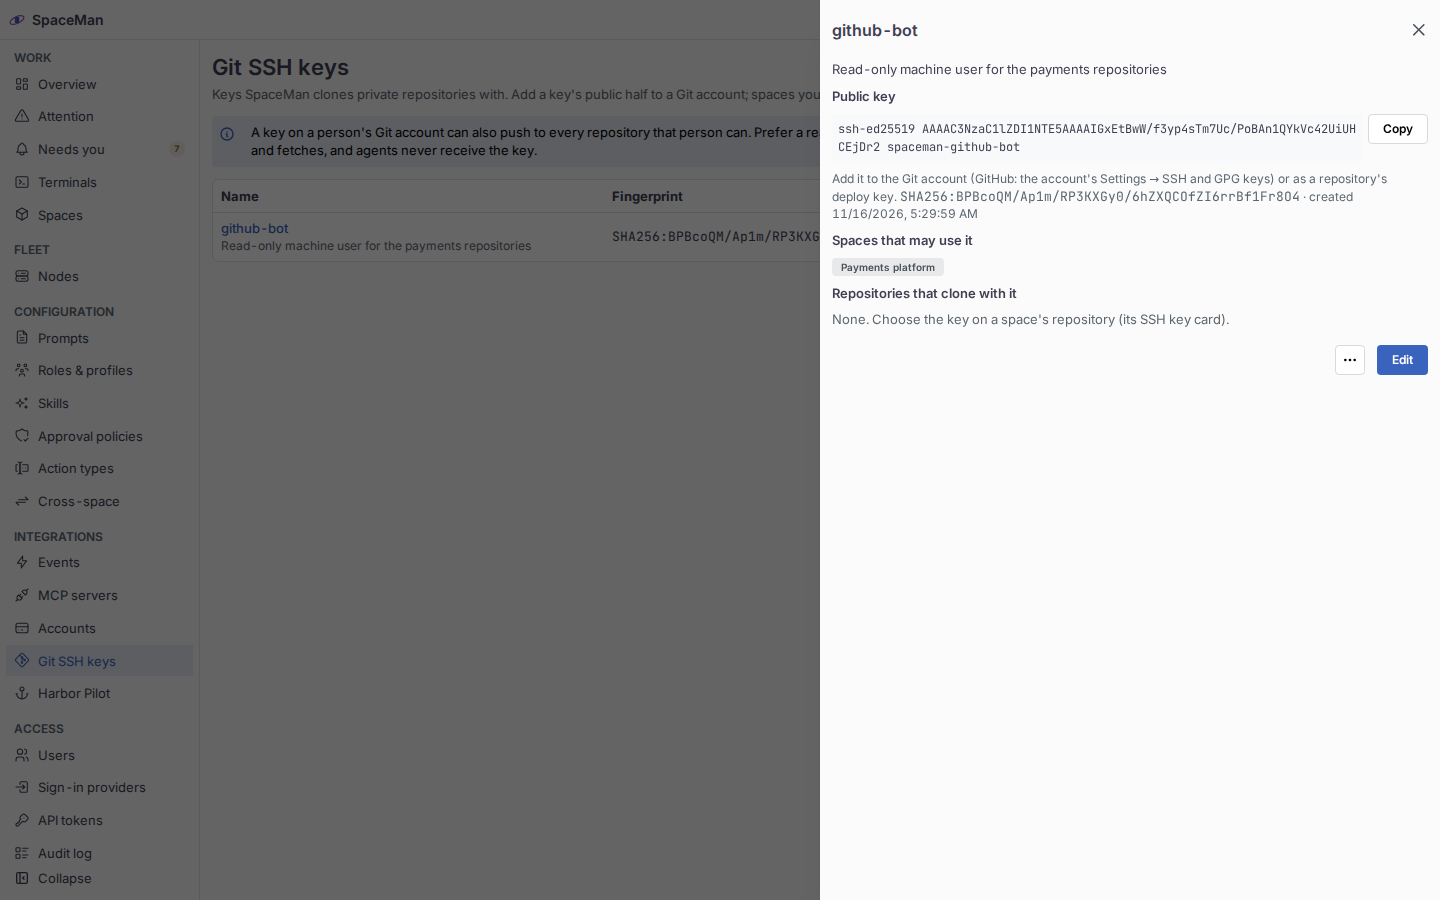 SpaceMan
WORK
Overview
Attention
Needs you 7
Terminals
Spaces
FLEET
Nodes
CONFIGURATION
Prompts
Roles & profiles
Skills
Approval policies
Action types
Cross-space
INTEGRATIONS
Events
MCP servers
Accounts
Git SSH keys
Harbor Pilot
ACCESS
Users
Sign-in providers
API tokens
Audit log
Collapse
Git SSH keys
Keys SpaceMan clones private repositories with. Add a key's public half to a Git account; spaces you
A key on a person's Git account can also push to every repository that person can. Prefer a rea
and fetches, and agents never receive the key.
Name Fingerprint
github-bot
Read-only machine user for the payments repositories
SHA256:BPBcoQM/Ap1m/RP3KXG
github-bot
Read-only machine user for the payments repositories
Public key
ssh-ed25519 AAAAC3NzaC1lZDI1NTE5AAAAIGxEtBwW/f3yp4sTm7Uc/PoBAn1QYkVc42UiUH
CEjDr2 spaceman-github-bot
Copy
Add it to the Git account (GitHub: the account's Settings → SSH and GPG keys) or as a repository's
deploy key. SHA256:BPBcoQM/Ap1m/RP3KXGy0/6hZXQCOfZI6rrBf1Fr8O4 · created
11/16/2026, 5:29:59 AM
Spaces that may use it
Payments platform
Repositories that clone with it
None. Choose the key on a space's repository (its SSH key card).
Edit